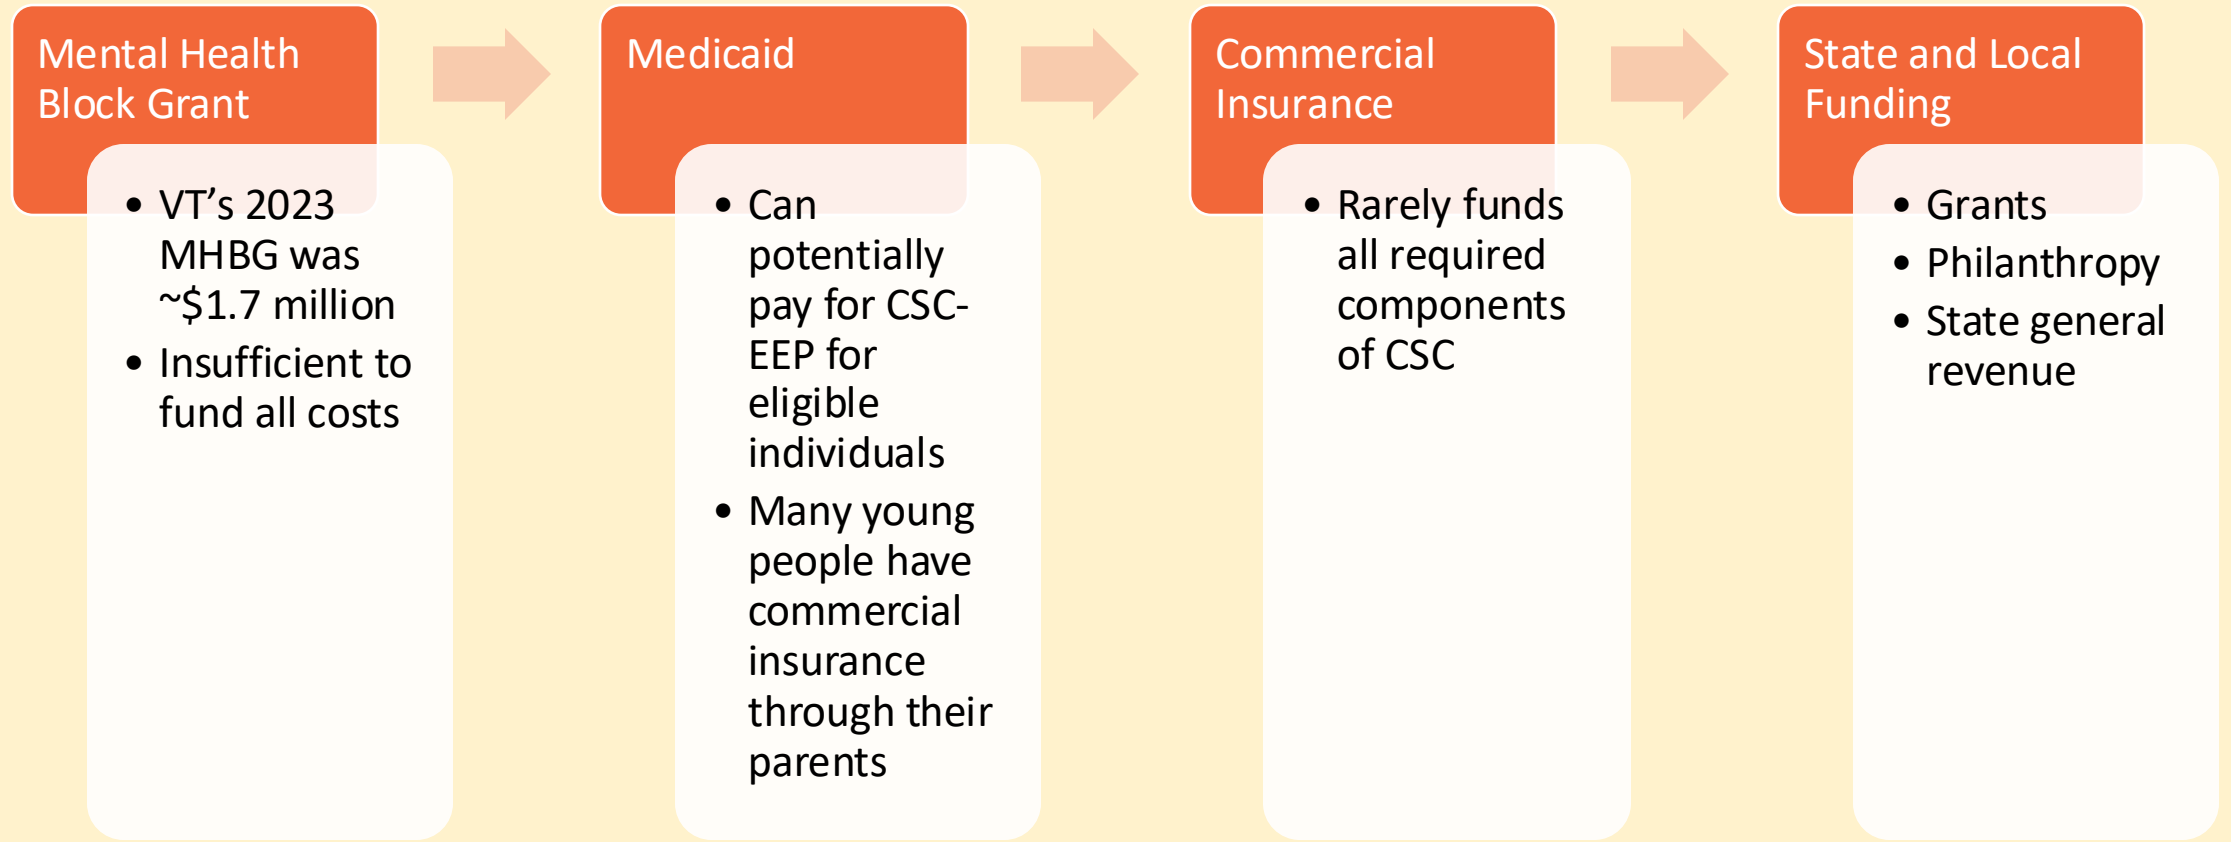 Mental Health
Block Grant
• VT’s 2023
MHBG was
~$1.7 million
• Insufficient to
fund all costs
Medicaid
• Can
potentially
pay for CSC-
EEP for
eligible
individuals
• Many young
people have
commercial
insurance
through their
parents
Commercial
Insurance
• Rarely funds
all required
components
of CSC
State and Local
Funding
• Grants
• Philanthropy
• State general
revenue